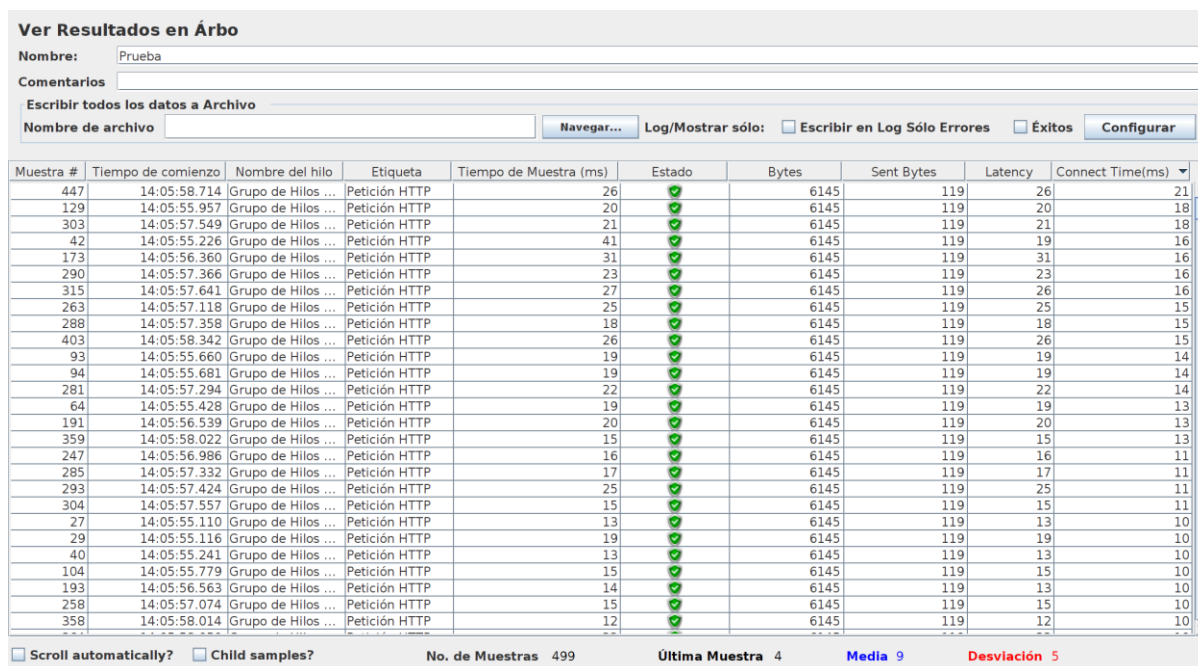 Ver Resultados en Árbo
Nombre: Prueba
Comentarios
Escribir todos los datos a Archivo
Nombre de archivo Navegar... Log/Mostrar sólo: Escribir en Log Sólo Errores Éxitos Configurar
Muestra # Tiempo de comienzo Nombre del hilo Etiqueta Tiempo de Muestra (ms) Estado Bytes Sent Bytes Latency Connect Time(ms)
447 14:05:58.714 Grupo de Hilos ... Petición HTTP 26 6145 119 26 21
129 14:05:55.957 Grupo de Hilos ... Petición HTTP 20 6145 119 20 18
303 14:05:57.549 Grupo de Hilos ... Petición HTTP 21 6145 119 21 18
42 14:05:55.226 Grupo de Hilos ... Petición HTTP 41 6145 119 19 16
173 14:05:56.360 Grupo de Hilos ... Petición HTTP 31 6145 119 31 16
290 14:05:57.366 Grupo de Hilos ... Petición HTTP 23 6145 119 23 16
315 14:05:57.641 Grupo de Hilos ... Petición HTTP 27 6145 119 26 16
263 14:05:57.118 Grupo de Hilos ... Petición HTTP 25 6145 119 25 15
288 14:05:57.358 Grupo de Hilos ... Petición HTTP 18 6145 119 18 15
403 14:05:58.342 Grupo de Hilos ... Petición HTTP 26 6145 119 26 15
93 14:05:55.660 Grupo de Hilos ... Petición HTTP 19 6145 119 19 14
94 14:05:55.681 Grupo de Hilos ... Petición HTTP 19 6145 119 19 14
281 14:05:57.294 Grupo de Hilos ... Petición HTTP 22 6145 119 22 14
64 14:05:55.428 Grupo de Hilos ... Petición HTTP 19 6145 119 19 13
191 14:05:56.539 Grupo de Hilos ... Petición HTTP 20 6145 119 20 13
359 14:05:58.022 Grupo de Hilos ... Petición HTTP 15 6145 119 15 13
247 14:05:56.986 Grupo de Hilos ... Petición HTTP 16 6145 119 16 11
285 14:05:57.332 Grupo de Hilos ... Petición HTTP 17 6145 119 17 11
293 14:05:57.424 Grupo de Hilos ... Petición HTTP 25 6145 119 25 11
304 14:05:57.557 Grupo de Hilos ... Petición HTTP 15 6145 119 15 11
27 14:05:55.110 Grupo de Hilos ... Petición HTTP 13 6145 119 13 10
29 14:05:55.116 Grupo de Hilos ... Petición HTTP 19 6145 119 19 10
40 14:05:55.241 Grupo de Hilos ... Petición HTTP 13 6145 119 13 10
104 14:05:55.779 Grupo de Hilos ... Petición HTTP 15 6145 119 15 10
193 14:05:56.563 Grupo de Hilos ... Petición HTTP 14 6145 119 13 10
258 14:05:57.074 Grupo de Hilos ... Petición HTTP 15 6145 119 15 10
358 14:05:58.014 Grupo de Hilos ... Petición HTTP 12 6145 119 12 10
Scroll automatically? Child samples? No. de Muestras 499 Última Muestra 4 Media 9 Desviación 5